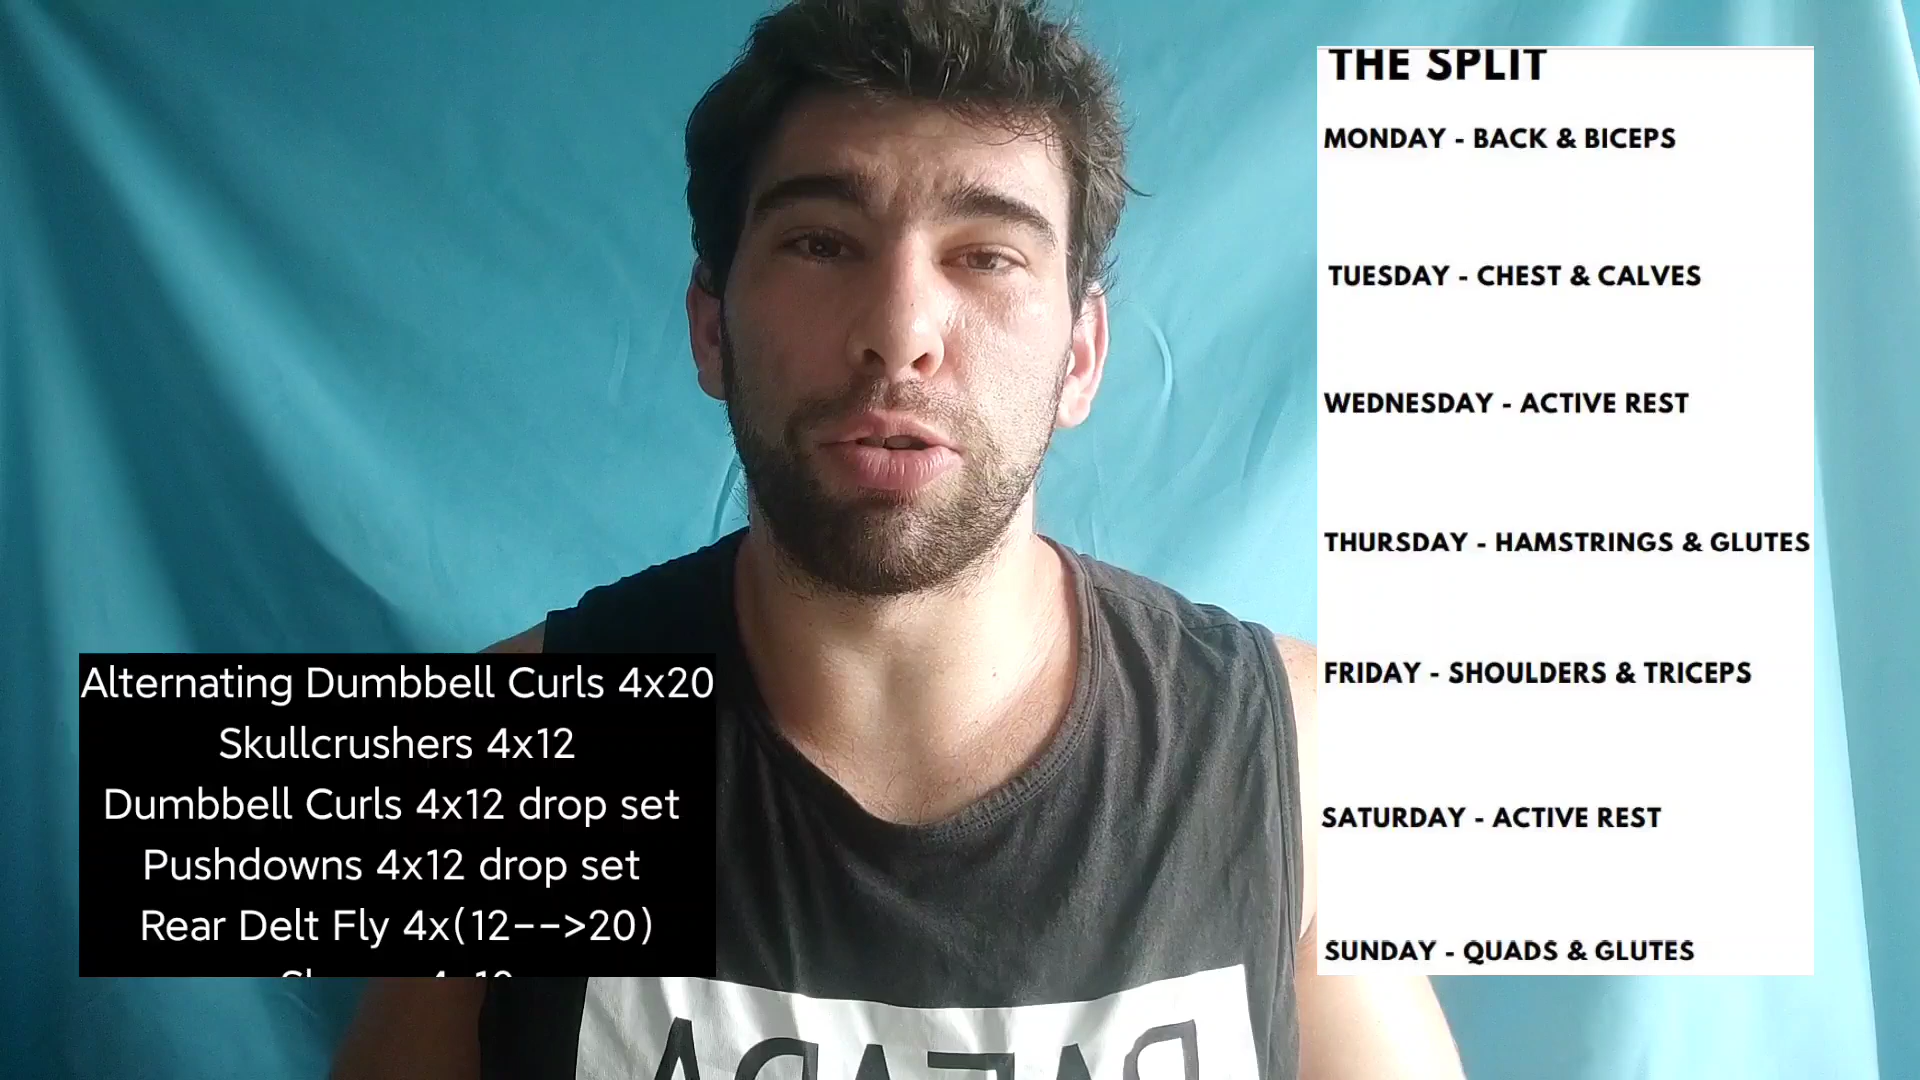 THE SPLIT
MONDAY - BACK & BICEPS
TUESDAY - CHEST & CALVES
WEDNESDAY - ACTIVE REST
THURSDAY - HAMSTRINGS & GLUTES
FRIDAY - SHOULDERS & TRICEPS
SATURDAY - ACTIVE REST
SUNDAY - QUADS & GLUTES
Alternating Dumbbell Curls 4x20
Skullcrushers 4x12
Dumbbell Curls 4x12 drop set
Pushdowns 4x12 drop set
Rear Delt Fly 4x(12-->20)